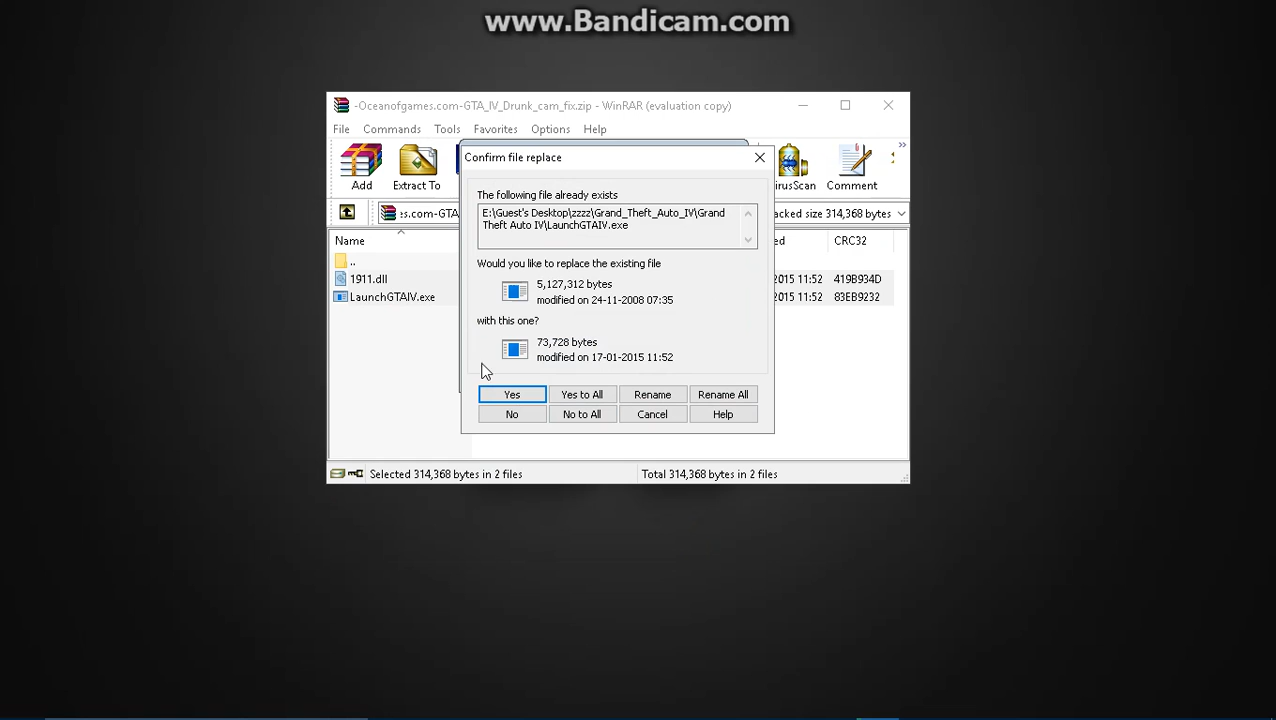 www.Bandicam.com
-Oceanofgames.com-GTA_IV_Drunk_cam_fix.zip - WinRAR (evaluation copy)
File Commands Tools Favorites Options Help
Add Extract To irusScan Comment
Confirm file replace
The following file already exists
E:\Guest's Desktop\zzzz\Grand_Theft_Auto_IV\Grand
Theft Auto IV\LaunchGTAIV.exe
:s.com-GTA
acked size 314,368 bytes
Name
ed CRC32
..
1911.dll
2015 11:52 419B934D
LaunchGTAIV.exe
2015 11:52 83EB9232
Would you like to replace the existing file
5,127,312 bytes
modified on 24-11-2008 07:35
with this one?
73,728 bytes
modified on 17-01-2015 11:52
Yes Yes to All Rename Rename All
No No to All Cancel Help
Selected 314,368 bytes in 2 files
Total 314,368 bytes in 2 files